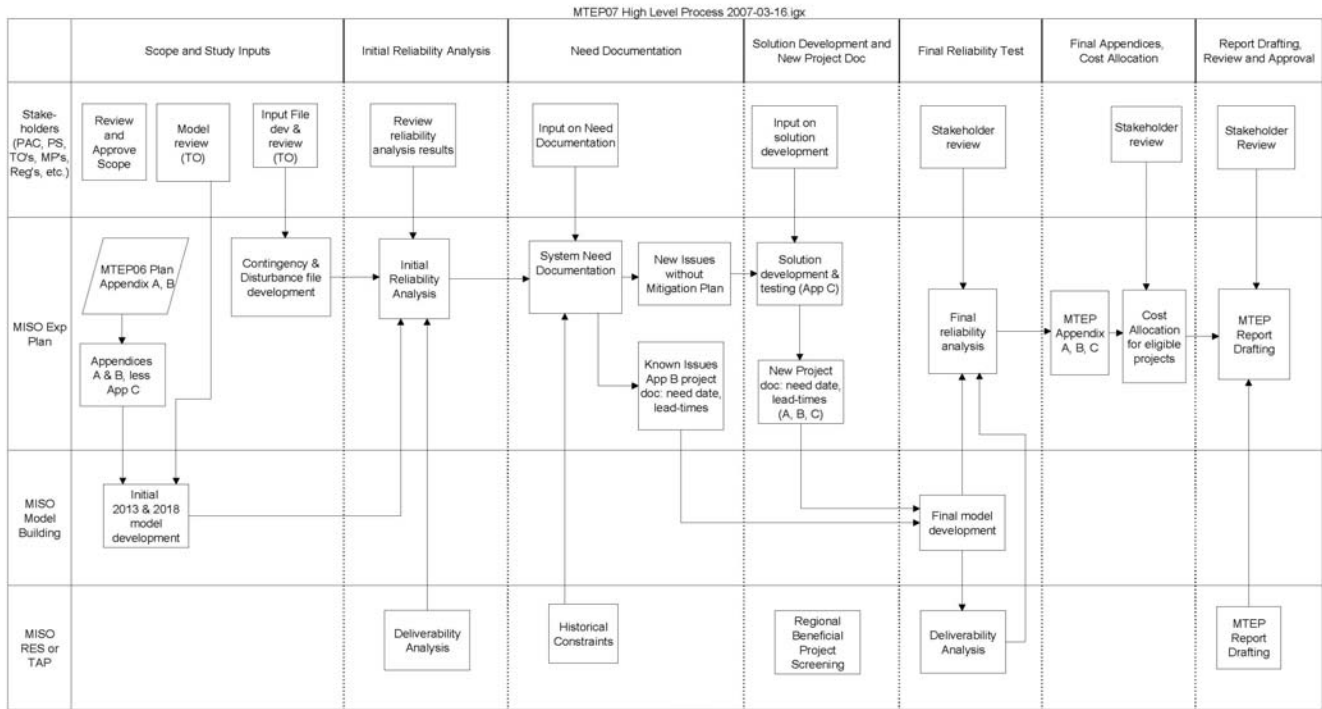 MTEP07 High Level Process 2007-03-16.igx
Scope and Study Inputs
Initial Reliability Analysis
Need Documentation
Solution Development and
New Project Doc
Final Reliability Test
Final Appendices,
Cost Allocation
Report Drafting,
Review and Approval
Stake-
holders
(PAC, PS,
TO's, MP's,
Reg's, etc.)
Review
and
Approve
Scope
Model
review
(TO)
Input File
dev &
review
(TO)
Review
reliability
analysis results
Input on Need
Documentation
Input on
solution
development
Stakeholder
review
Stakeholder
review
Stakeholder
Review
MISO Exp
Plan
MTEP06 Plan
Appendix A, B
Appendices
A & B, less
App C
Contingency &
Disturbance file
development
Initial
Reliability
Analysis
System Need
Documentation
New Issues
without
Mitigation Plan
Known Issues
App B project
doc: need date,
lead-times
Solution
development &
testing (App C)
New Project
doc: need date,
lead-times
(A, B, C)
Final
reliability
analysis
MTEP
Appendix
A, B, C
Cost
Allocation
for eligible
projects
MTEP
Report
Drafting
MISO
Model
Building
Initial
2013 & 2018
model
development
Final model
development
MISO
RES or
TAP
Deliverability
Analysis
Historical
Constraints
Regional
Beneficial
Project
Screening
Deliverability
Analysis
MTEP
Report
Drafting